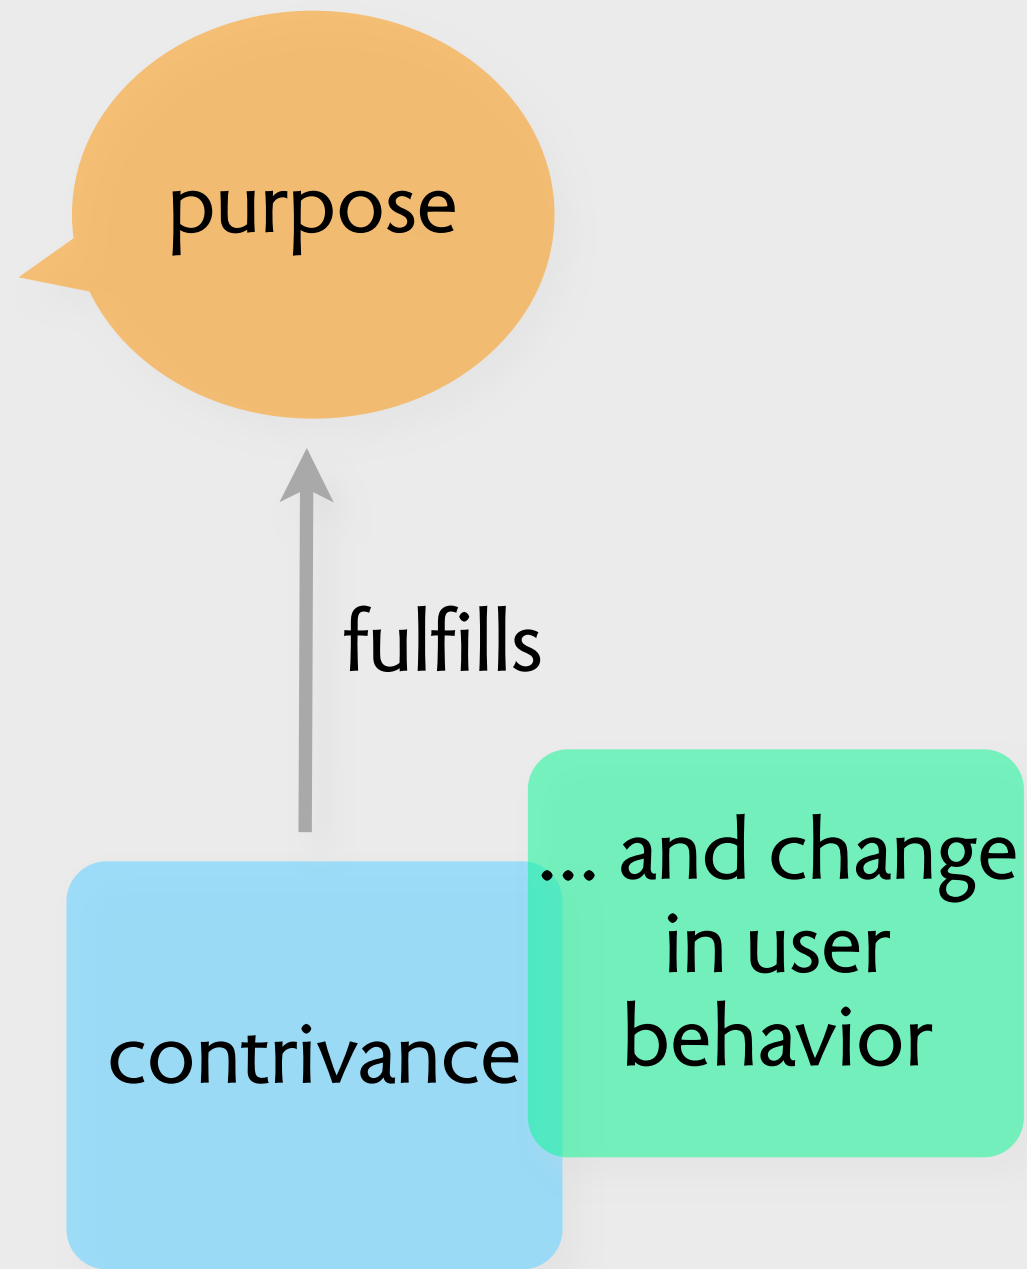 purpose
fulfills
... and change
in user
behavior
contrivance